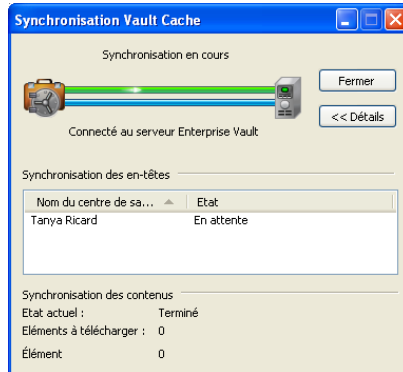 Synchronisation Vault Cache
Synchronisation en cours
Fermer
<< Détails
Connecté au serveur Enterprise Vault
Synchronisation des en-têtes
Nom du centre de sa... Etat
Tanya Ricard En attente
Synchronisation des contenus
Etat actuel : Terminé
Eléments à télécharger : 0
Élément 0